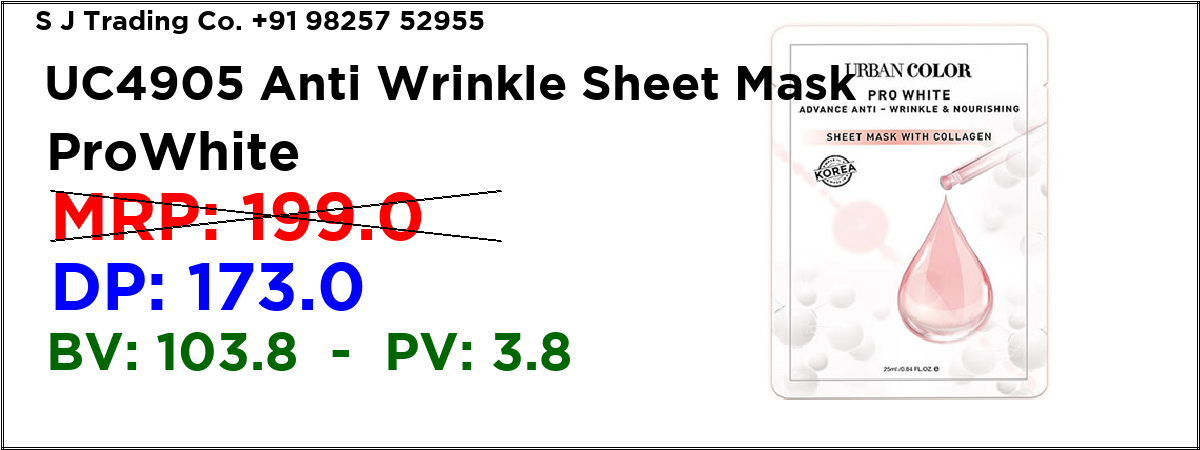 S J Trading Co. +91 98257 52955
UC4905 Anti Wrinkle Sheet Mask
ProWhite
MRP: 199.0
DP: 173.0
BV: 103.8 - PV: 3.8
URBAN COLOR
PRO WHITE
ADVANCE ANTI - WRINKLE & NOURISHING
SHEET MASK WITH COLLAGEN
KOREA
25ml./0.84 FL.OZ. e